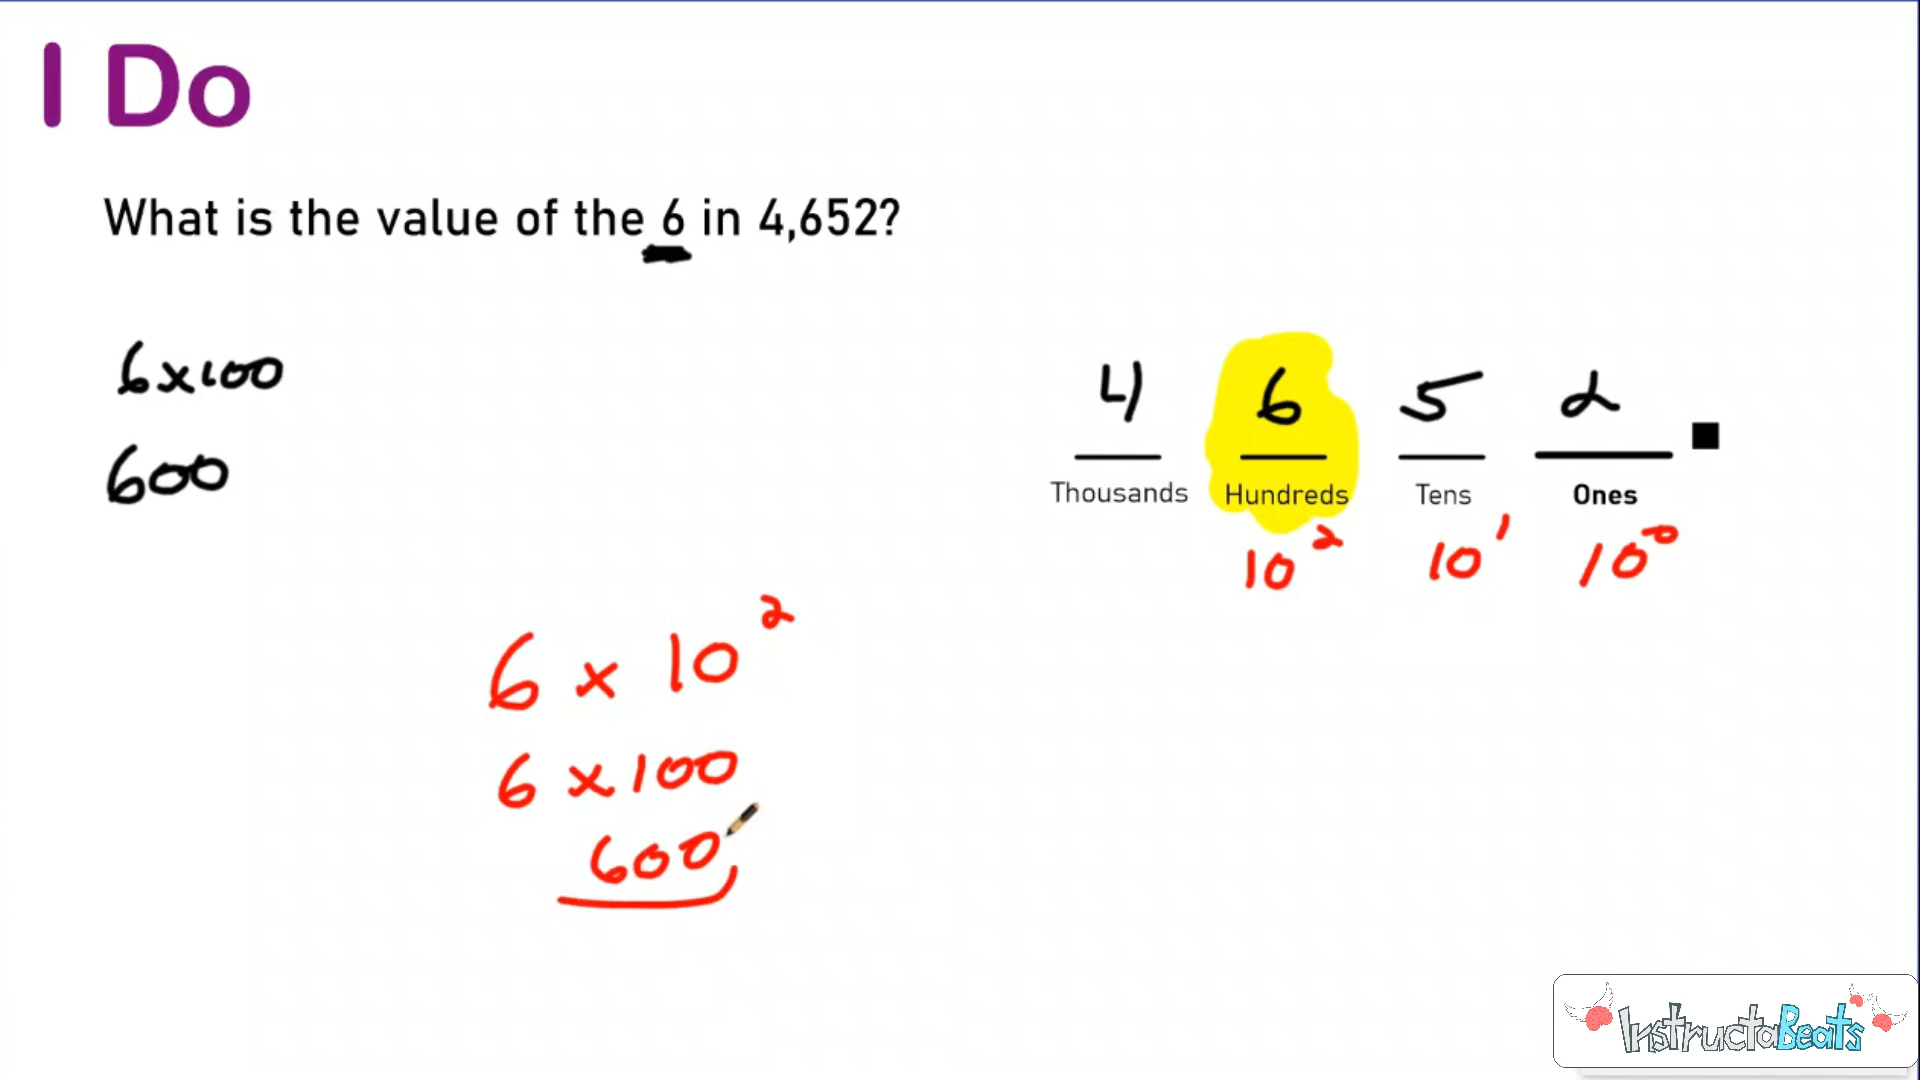 I Do
What is the value of the 6 in 4,652?
6x100
600
4 6 5 2 .
Thousands Hundreds Tens Ones
10² 10¹ 10⁰
6 x 10²
6 x 100
600
InstructaBeats